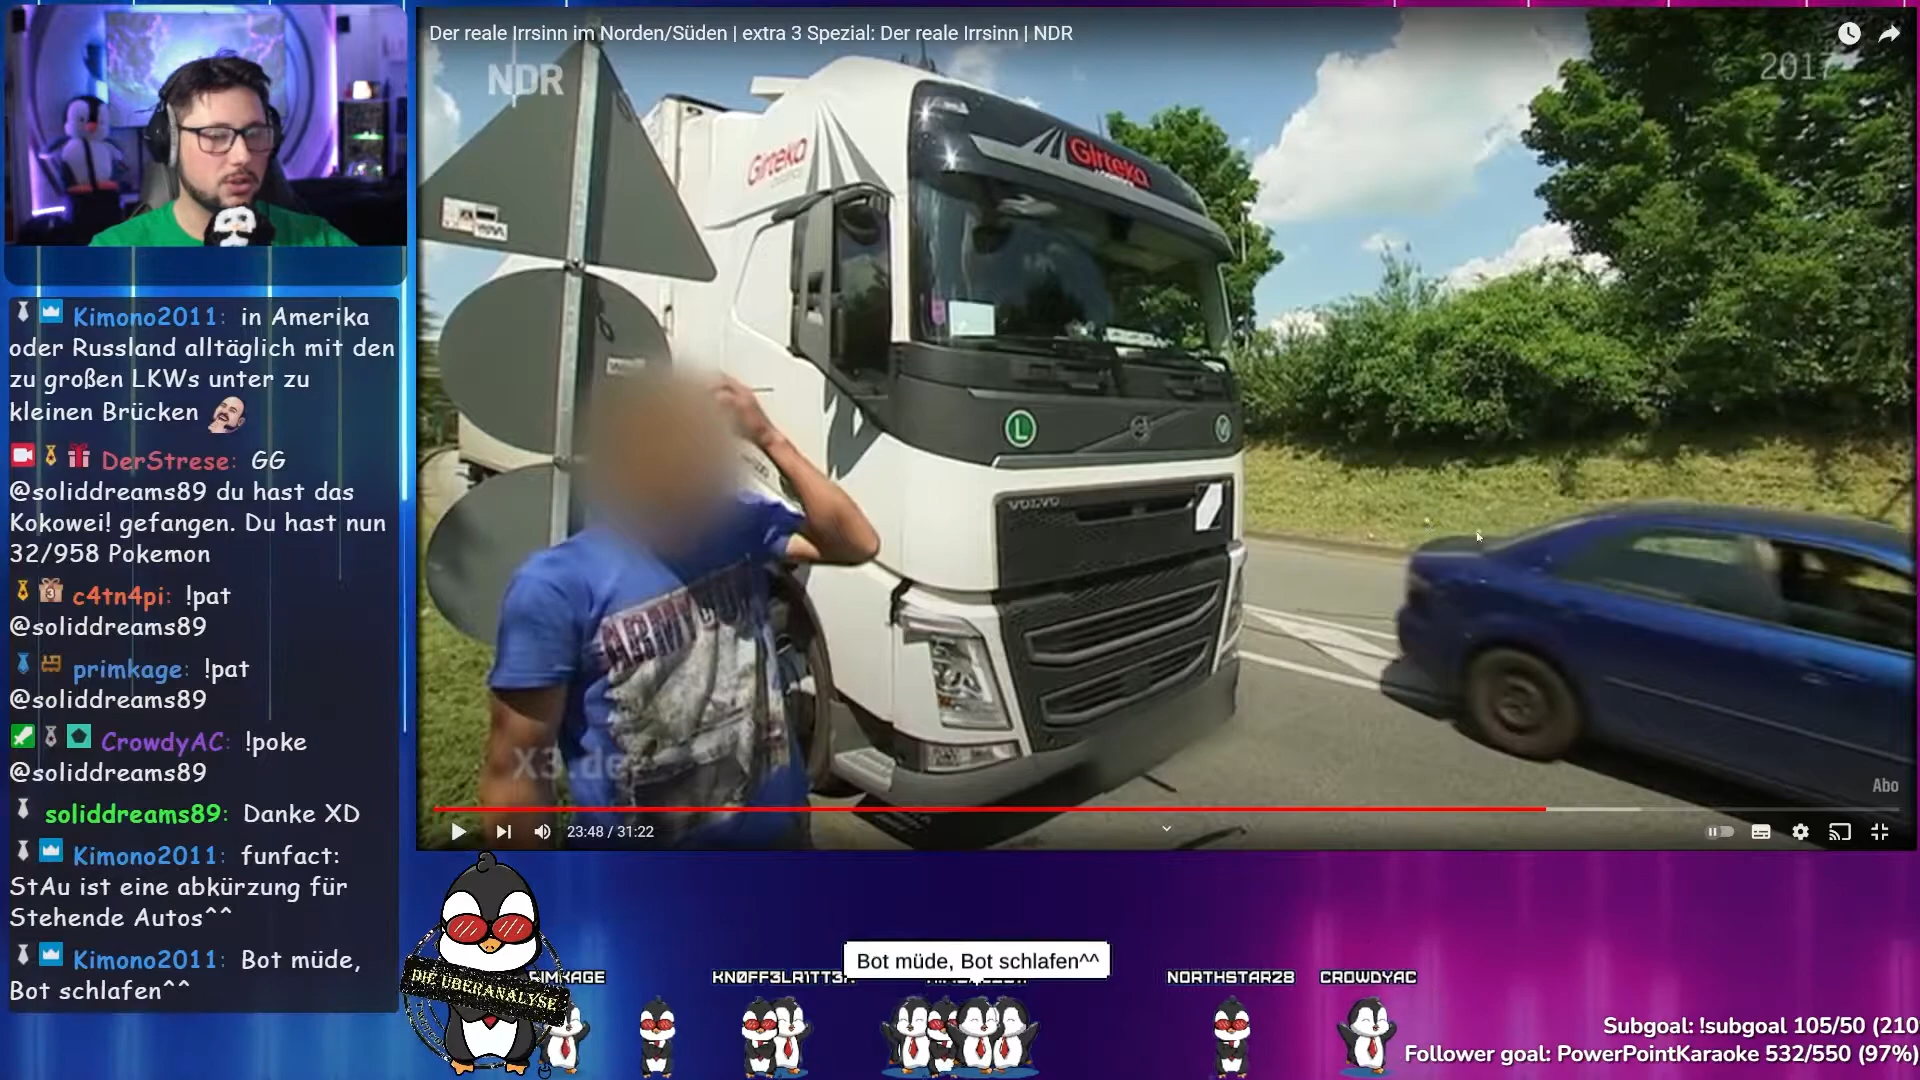 Der reale Irrsinn im Norden/Süden | extra 3 Spezial: Der reale Irrsinn | NDR
NDR
2017
Girteka
Girteka
L
VOLVO
X3.de
Abo
23:48 / 31:22
Kimono2011: in Amerika
oder Russland alltäglich mit den
zu großen LKWs unter zu
kleinen Brücken
DerStrese: GG
@soliddreams89 du hast das
Kokowei! gefangen. Du hast nun
32/958 Pokemon
c4tn4pi: !pat
@soliddreams89
primkage: !pat
@soliddreams89
CrowdyAC: !poke
@soliddreams89
soliddreams89: Danke XD
Kimono2011: funfact:
StAu ist eine abkürzung für
Stehende Autos^^
Kimono2011: Bot müde,
Bot schlafen^^
DIE ÜBERANALYSE
Bot müde, Bot schlafen^^
NORTHSTAR28
CROWDYAC
Subgoal: !subgoal 105/50 (210
Follower goal: PowerPointKaraoke 532/550 (97%)